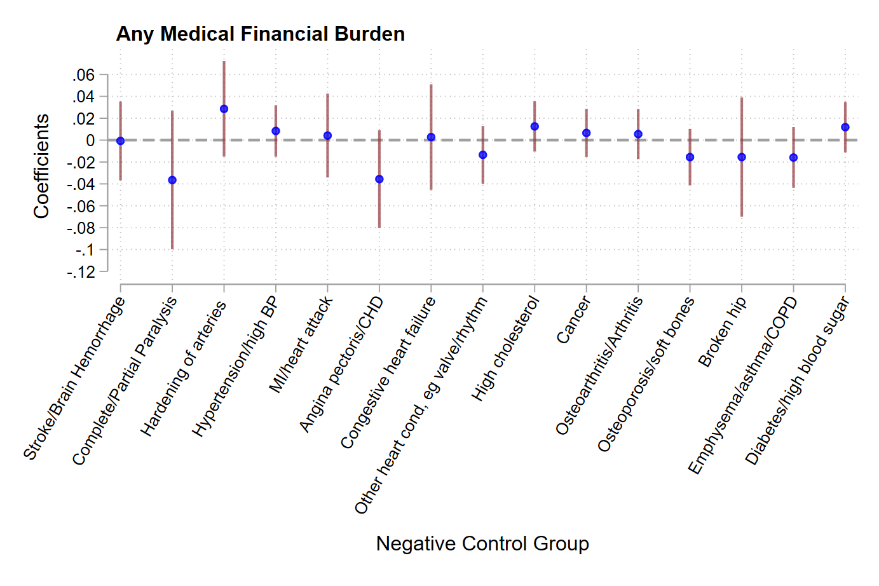 Any Medical Financial Burden
Coefficients
.06
.04
.02
0
-.02
-.04
-.06
-.08
-.1
-.12
Stroke/Brain Hemorrhage
Complete/Partial Paralysis
Hardening of arteries
Hypertension/high BP
MI/heart attack
Angina pectoris/CHD
Congestive heart failure
Other heart cond, eg valve/rhythm
High cholesterol
Cancer
Osteoarthritis/Arthritis
Osteoporosis/soft bones
Broken hip
Emphysema/asthma/COPD
Diabetes/high blood sugar
Negative Control Group